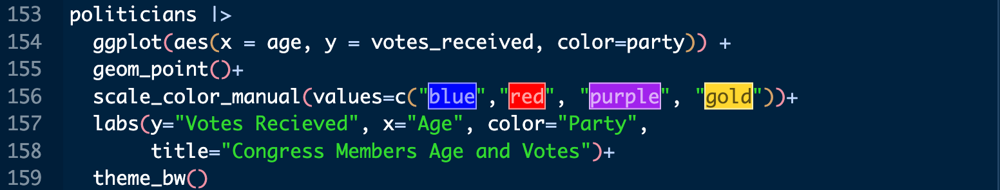 153 politicians |>
154 ggplot(aes(x = age, y = votes_received, color=party)) +
155 geom_point()+
156 scale_color_manual(values=c("blue","red", "purple", "gold"))+
157 labs(y="Votes Recieved", x="Age", color="Party",
158 title="Congress Members Age and Votes")+
159 theme_bw()